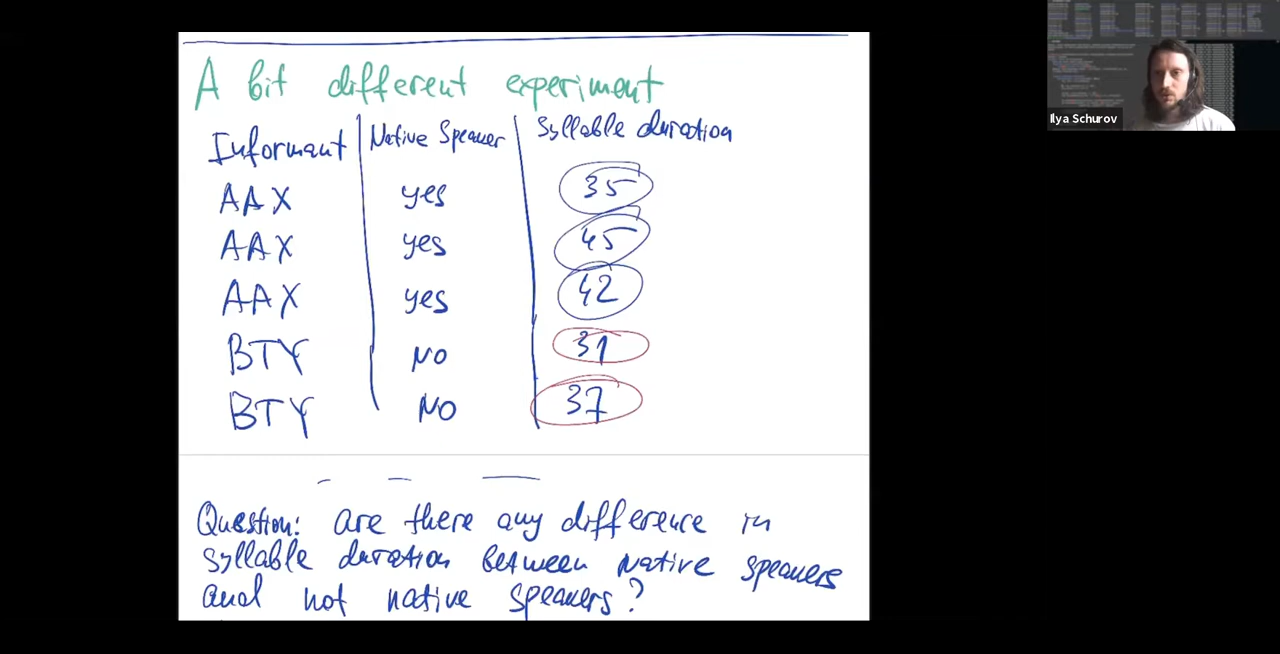 A bit different experiment
Informant Native Speaker Syllable duration
AAX yes 35
AAX yes 45
AAX yes 42
BTY NO 31
BTY NO 37
Question: are there any difference in
syllable duration between native speakers
and not native speakers?
Ilya Schurov